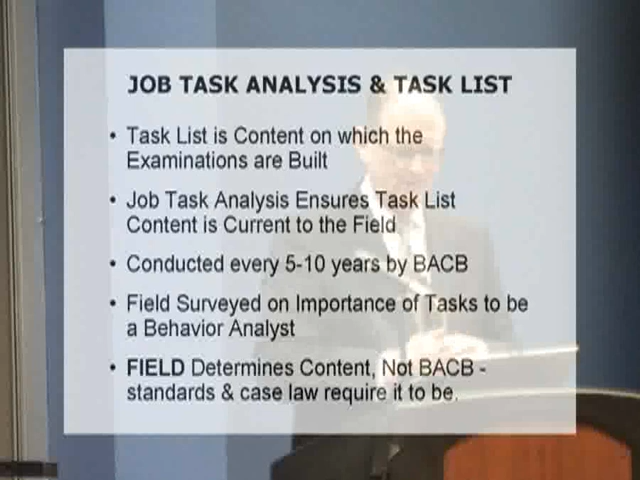 JOB TASK ANALYSIS & TASK LIST
• Task List is Content on which the
Examinations are Built
• Job Task Analysis Ensures Task List
Content is Current to the Field
• Conducted every 5-10 years by BACB
• Field Surveyed on Importance of Tasks to be
a Behavior Analyst
• FIELD Determines Content, Not BACB -
standards & case law require it to be.